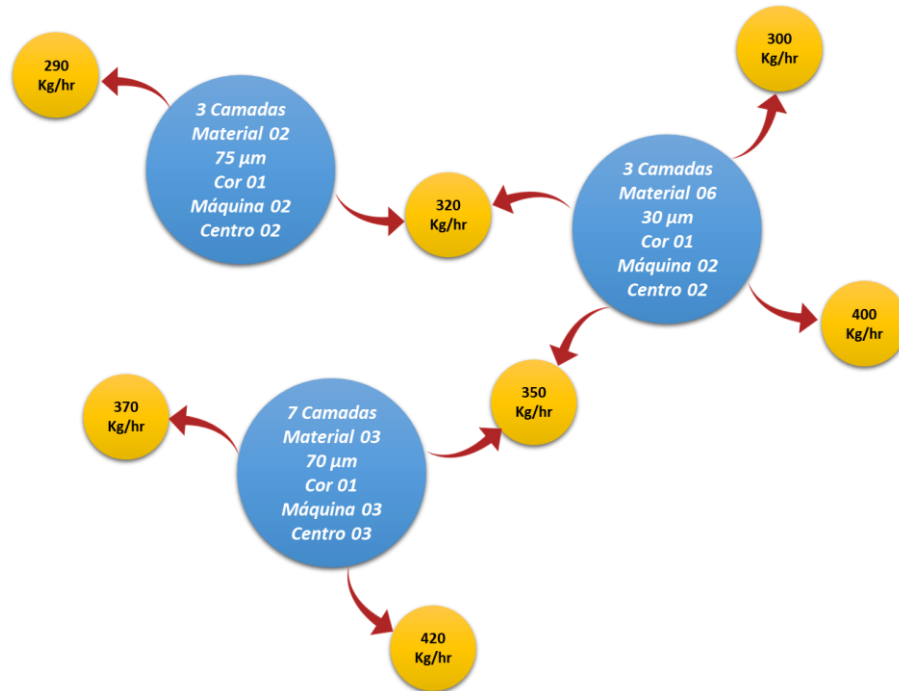 290
Kg/hr
3 Camadas
Material 02
75 µm
Cor 01
Máquina 02
Centro 02
320
Kg/hr
300
Kg/hr
3 Camadas
Material 06
30 µm
Cor 01
Máquina 02
Centro 02
400
Kg/hr
370
Kg/hr
7 Camadas
Material 03
70 µm
Cor 01
Máquina 03
Centro 03
350
Kg/hr
420
Kg/hr